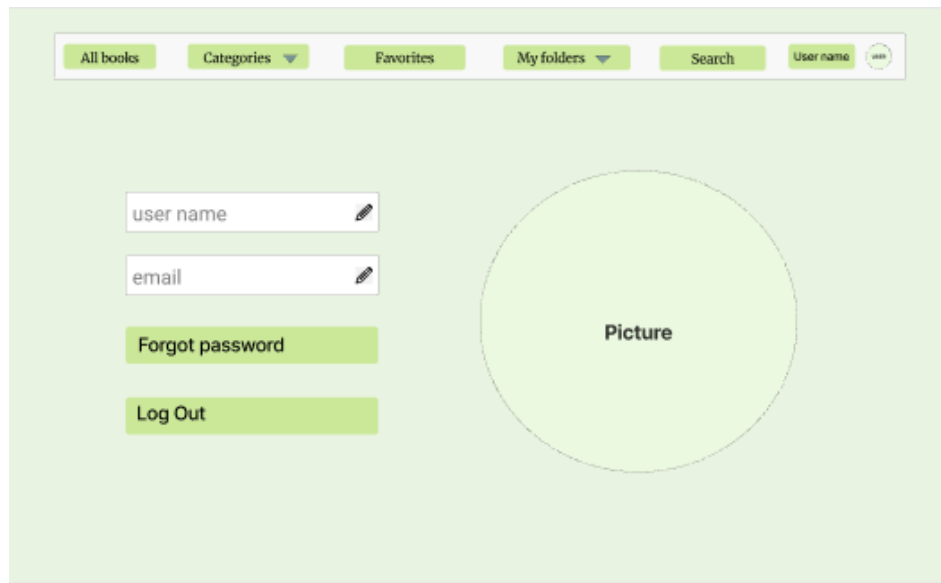 All books
Categories
Favorites
My folders
Search
User name
user name
email
Forgot password
Log Out
Picture